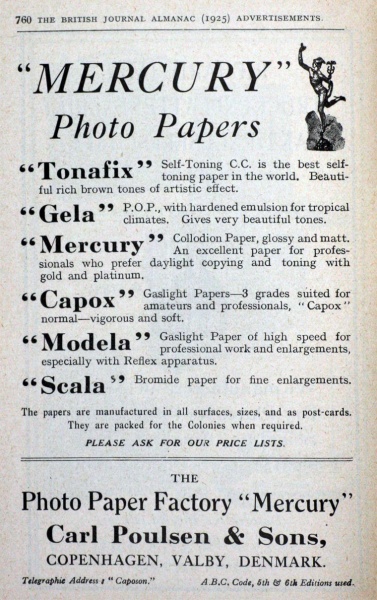 760 THE BRITISH JOURNAL ALMANAC (1925) ADVERTISEMENTS.
"MERCURY"
Photo Papers
"Tonafix" Self-Toning C.C. is the best self-
toning paper in the world. Beauti-
ful rich brown tones of artistic effect.
"Gela" P.O.P., with hardened emulsion for tropical
climates. Gives very beautiful tones.
"Mercury" Collodion Paper, glossy and matt.
An excellent paper for profes-
sionals who prefer daylight copying and toning with
gold and platinum.
"Capox" Gaslight Papers—3 grades suited for
amateurs and professionals, "Capox"
normal—vigorous and soft.
"Modela" Gaslight Paper of high speed for
professional work and enlargements,
especially with Reflex apparatus.
"Scala" Bromide paper for fine enlargements.
The papers are manufactured in all surfaces, sizes, and as post-cards.
They are packed for the Colonies when required.
PLEASE ASK FOR OUR PRICE LISTS.
THE
Photo Paper Factory "Mercury"
Carl Poulsen & Sons,
COPENHAGEN, VALBY, DENMARK.
Telegraphic Address: "Caposon." A.B.C. Code, 5th & 6th Editions used.